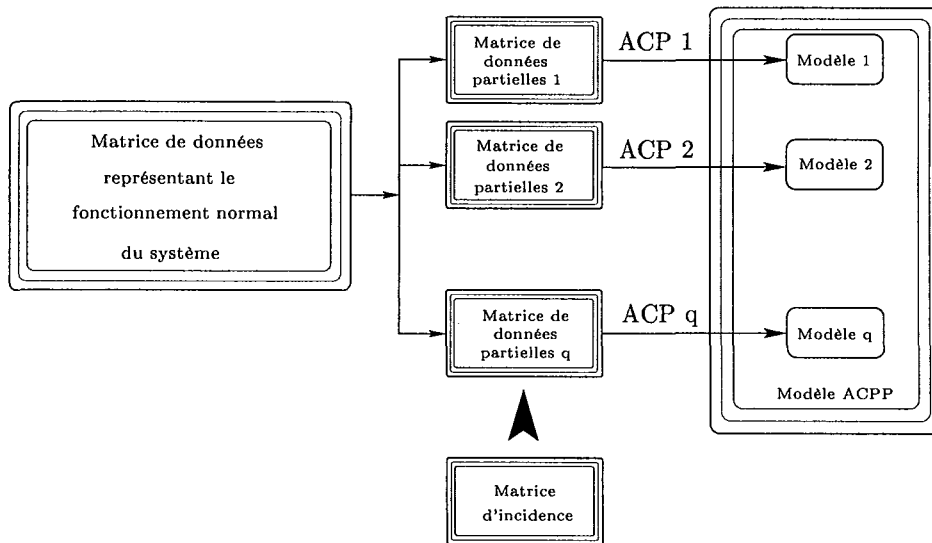 Matrice de données
représentant le
fonctionnement normal
du système
Matrice de
données
partielles 1
ACP 1
Modèle 1
Matrice de
données
partielles 2
ACP 2
Modèle 2
Matrice de
données
partielles q
ACP q
Modèle q
Modèle ACPP
Matrice
d'incidence